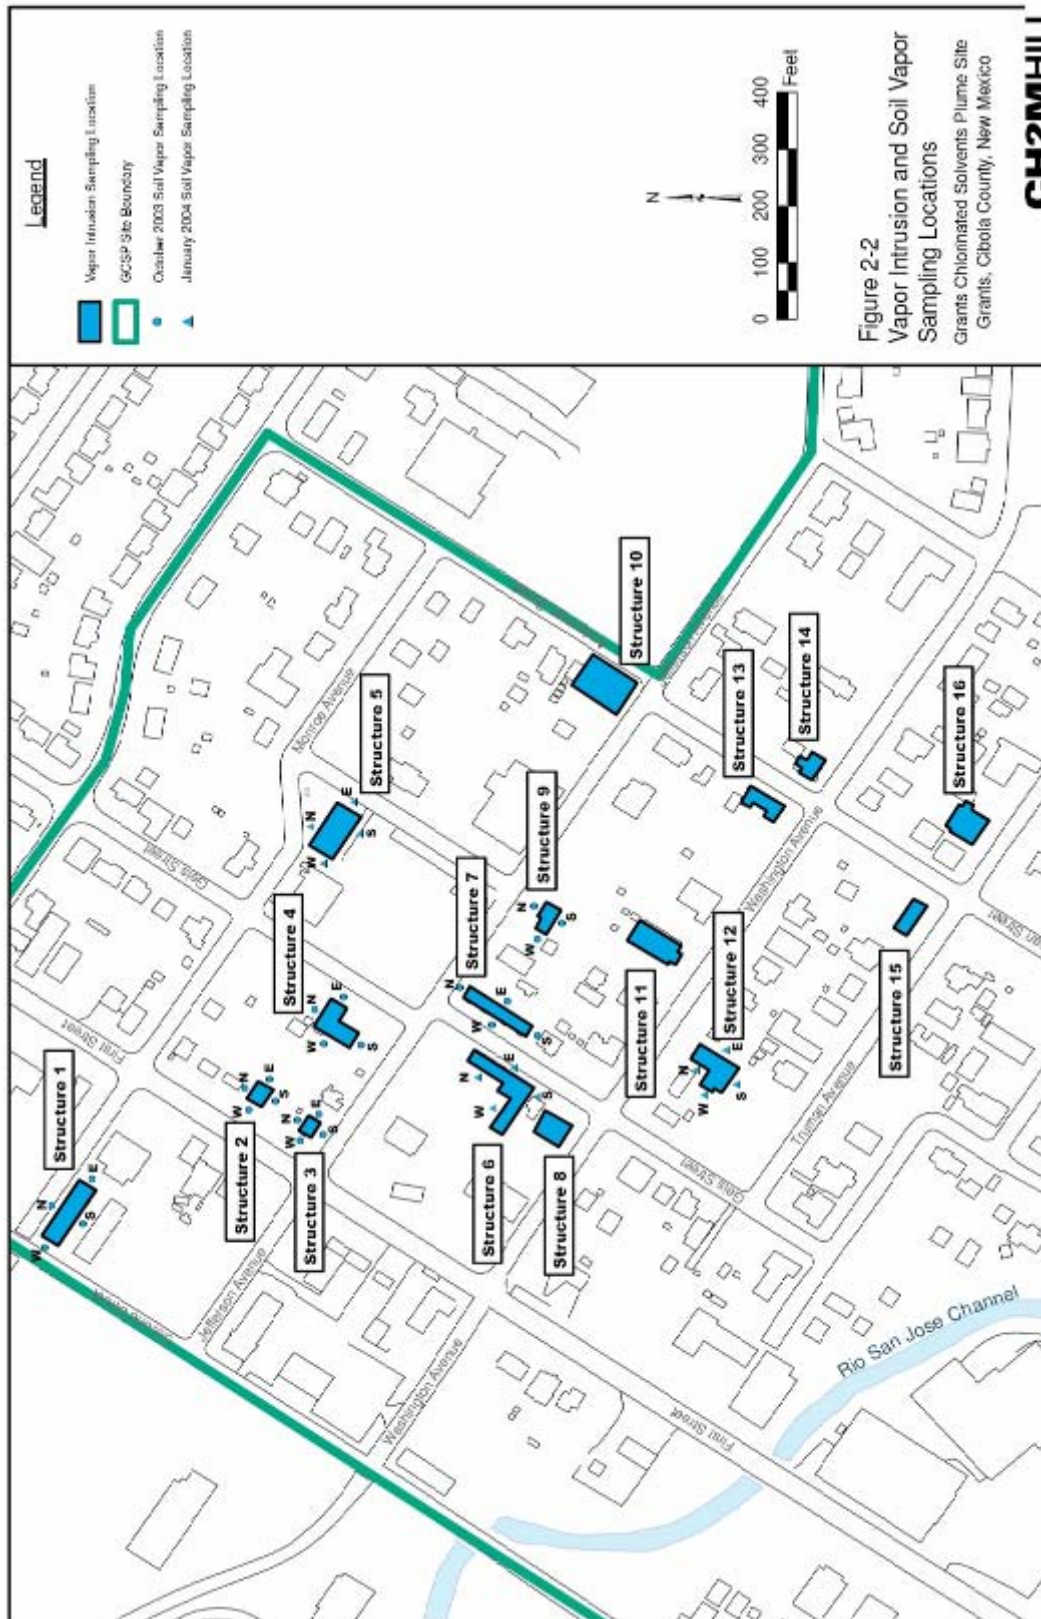 Legend
Vapor Intrusion Sampling Location
GCSP Site Boundary
October 2003 Soil Vapor Sampling Location
January 2004 Soil Vapor Sampling Location
N
0 100 200 300 400
Feet
Figure 2-2
Vapor Intrusion and Soil Vapor
Sampling Locations
Grants Chlorinated Solvents Plume Site
Grants, Cibola County, New Mexico
CH2MHILL
Structure 1
W
N
E
S
Structure 2
W
N
E
S
Structure 3
W
N
E
S
Structure 4
W
N
E
S
Structure 5
W
N
E
S
Structure 6
W
N
E
S
Structure 7
W
N
E
S
Structure 8
Structure 9
W
N
S
Structure 10
Structure 11
Structure 12
W
N
E
S
Structure 13
Structure 14
Structure 15
Structure 16
First Street
Geis Street
Monroe Avenue
Jefferson Avenue
Washington Avenue
Washington Avenue
Truman Avenue
Geis Street
First Street
Rio San Jose Channel